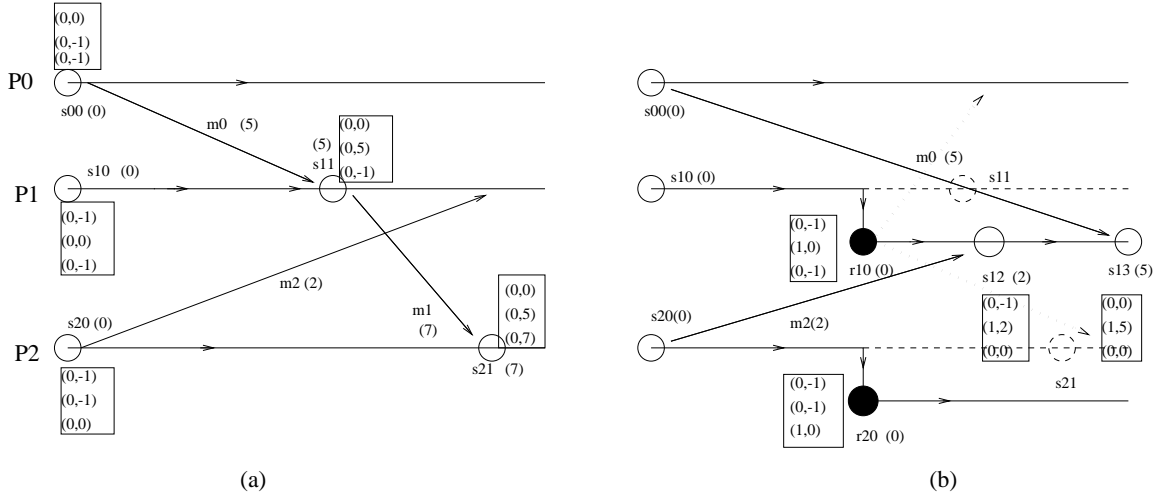 (0,0)
(0,-1)
(0,-1)
P0
s00 (0)
m0 (5)
(5)
s11
(0,0)
(0,5)
(0,-1)
s10 (0)
P1
(0,-1)
(0,0)
(0,-1)
m2 (2)
m1
(7)
(0,0)
(0,5)
(0,7)
s20 (0)
P2
s21 (7)
(0,-1)
(0,-1)
(0,0)
(a)
s00(0)
m0 (5)
s10 (0)
s11
(0,-1)
(1,0)
(0,-1)
r10 (0)
s12 (2)
s13 (5)
s20(0)
m2(2)
(0,-1)
(1,2)
(0,0)
(0,0)
(1,5)
(0,0)
s21
(0,-1)
(0,-1)
(1,0)
r20 (0)
(b)